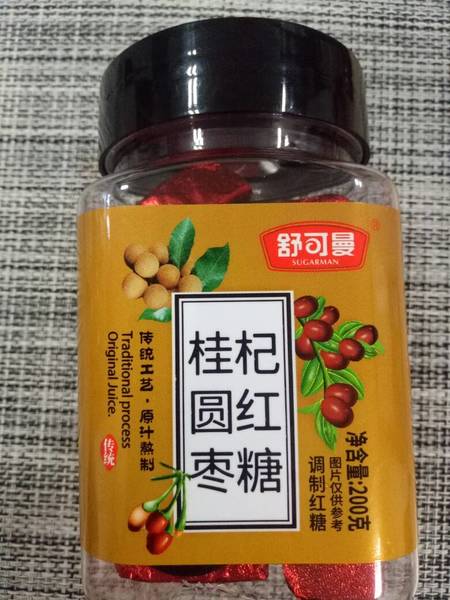 舒可曼
®
SUGARMAN
桂圆枣
杞红糖
传统工艺·原汁熬制
Traditional process
Original Juice.
传统
净含量:200克
图片仅供参考
调制红糖